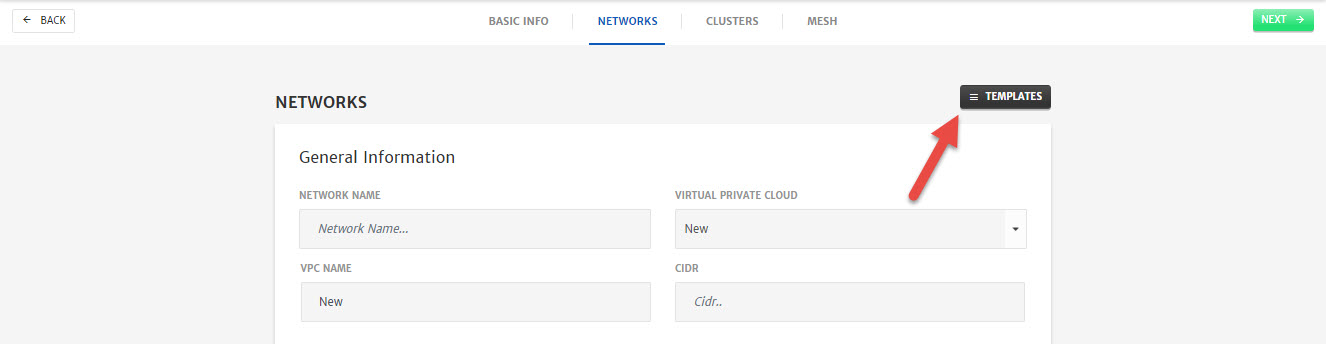 BACK
BASIC INFO
NETWORKS
CLUSTERS
MESH
NEXT
NETWORKS
TEMPLATES
General Information
NETWORK NAME
VIRTUAL PRIVATE CLOUD
Network Name...
New
VPC NAME
CIDR
New
Cidr..